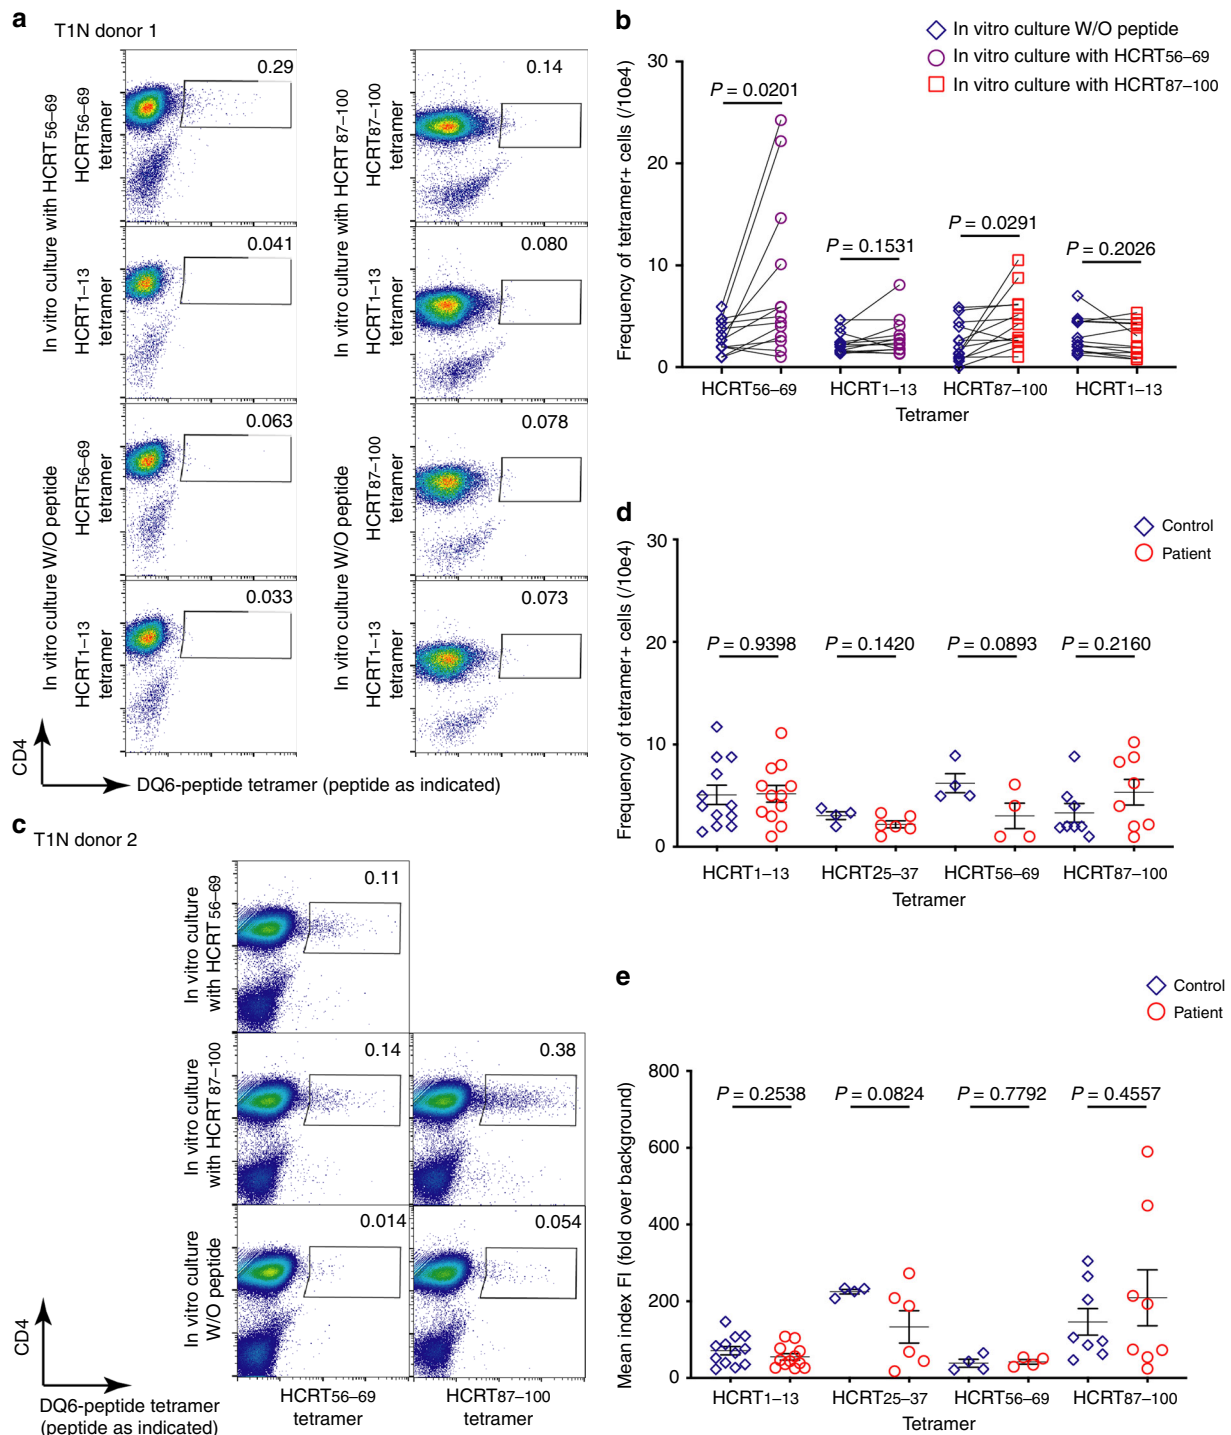 a
T1N donor 1
In vitro culture with HCRT56–69
HCRT56–69
tetramer
0.29
HCRT1–13
tetramer
0.041
In vitro culture W/O peptide
HCRT56–69
tetramer
0.063
HCRT1–13
tetramer
0.033
In vitro culture with HCRT 87–100
HCRT87–100
tetramer
0.14
HCRT1–13
tetramer
0.080
In vitro culture W/O peptide
HCRT87–100
tetramer
0.078
HCRT1–13
tetramer
0.073
CD4
DQ6-peptide tetramer (peptide as indicated)
b
In vitro culture W/O peptide
In vitro culture with HCRT56–69
In vitro culture with HCRT87–100
Frequency of tetramer+ cells (/10e4)
30
20
10
0
P = 0.0201
P = 0.1531
P = 0.0291
P = 0.2026
HCRT56–69
HCRT1–13
HCRT87–100
HCRT1–13
Tetramer
c
T1N donor 2
In vitro culture
with HCRT56–69
0.11
In vitro culture
with HCRT87–100
0.14
0.38
In vitro culture
W/O peptide
0.014
0.054
CD4
DQ6-peptide tetramer
(peptide as indicated)
HCRT56–69
tetramer
HCRT87–100
tetramer
d
Control
Patient
Frequency of tetramer+ cells (/10e4)
30
20
10
0
P = 0.9398
P = 0.1420
P = 0.0893
P = 0.2160
HCRT1–13
HCRT25–37
HCRT56–69
HCRT87–100
Tetramer
e
Control
Patient
Mean index FI (fold over background)
800
600
400
200
0
P = 0.2538
P = 0.0824
P = 0.7792
P = 0.4557
HCRT1–13
HCRT25–37
HCRT56–69
HCRT87–100
Tetramer